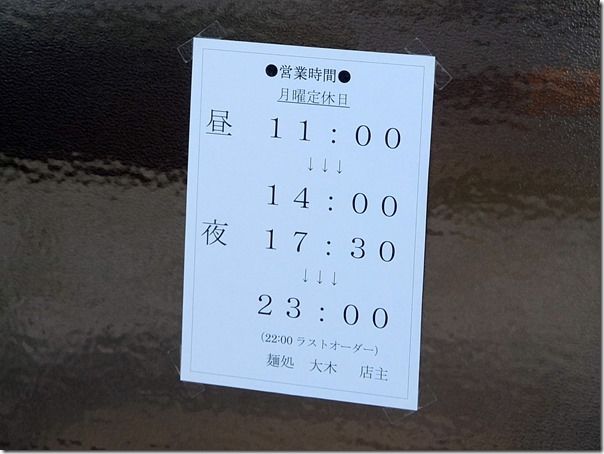 ●営業時間●
月曜定休日
昼 １１：００
↓↓↓
１４：００
夜 １７：３０
↓↓↓
２３：００
（22:00 ラストオーダー）
麺処　大木　店主